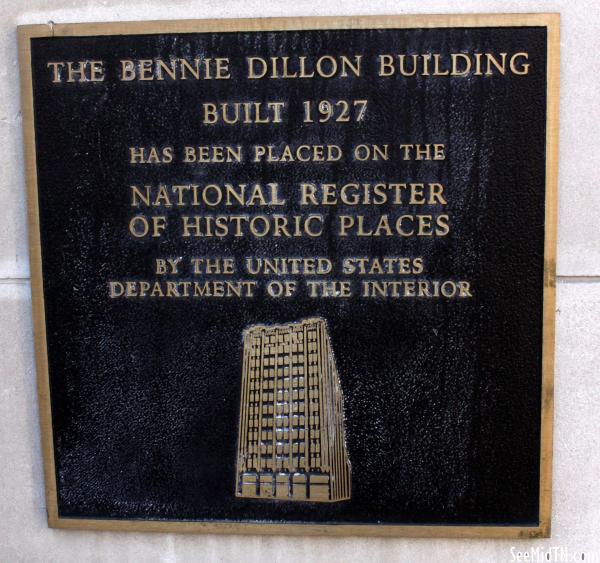 THE BENNIE DILLON BUILDING
BUILT 1927
HAS BEEN PLACED ON THE
NATIONAL REGISTER
OF HISTORIC PLACES
BY THE UNITED STATES
DEPARTMENT OF THE INTERIOR
SeeMidTN.com